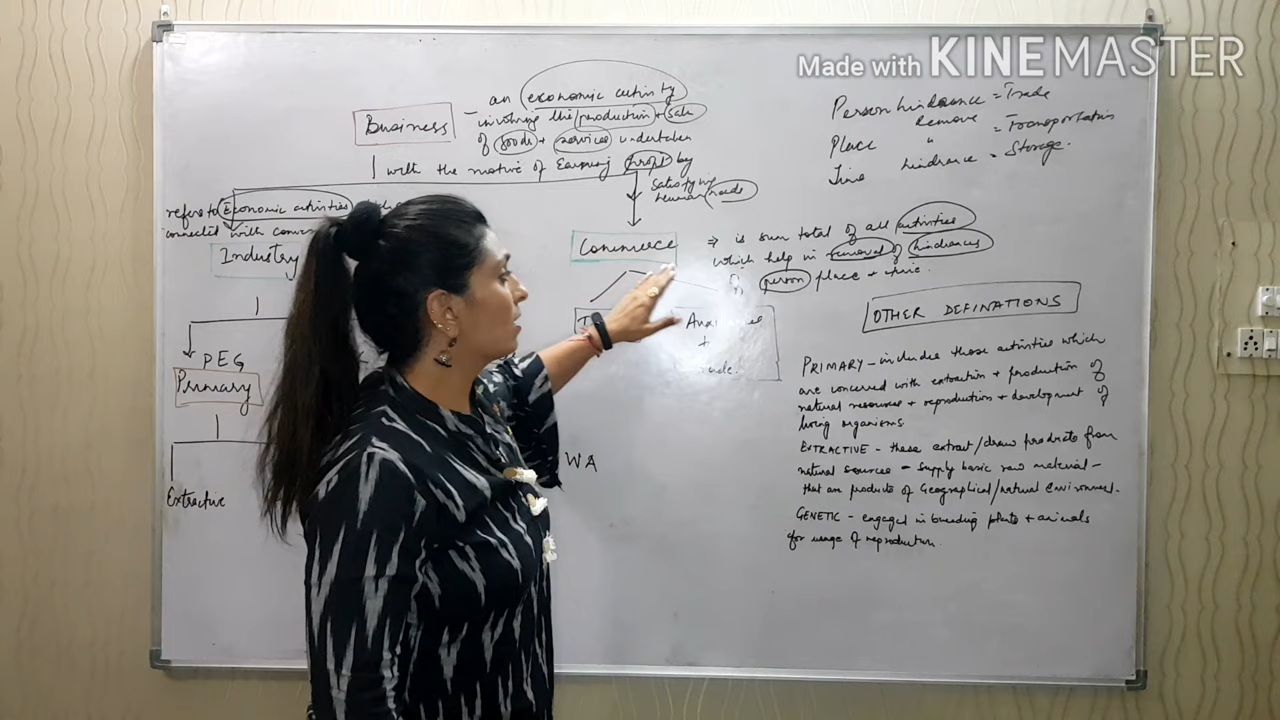 Made with KINEMASTER
Business
- an economic activity
involving the production + sale
of Goods + services undertaken
with the motive of Earning profit by
Satisfying
human needs
Person hindrance = Trade
Remove
Place " = Transportation
Time hindrance = Storage.
refers to Economic activities
connected with
Industry
PEG
Primary
Extractive
Commerce
⇒ is sum total of all activities
which help in removal of hindrances
of person place + time.
+
WA
OTHER DEFINATIONS
PRIMARY - includes those activities which
are concerned with extraction + production of
natural resources + reproduction + development of
living organisms
EXTRACTIVE - these extract/draw products from
natural sources - supply basic raw material -
that are products of Geographical/natural environment.
GENETIC - engaged in breeding plants + animals
for usage of reproduction.